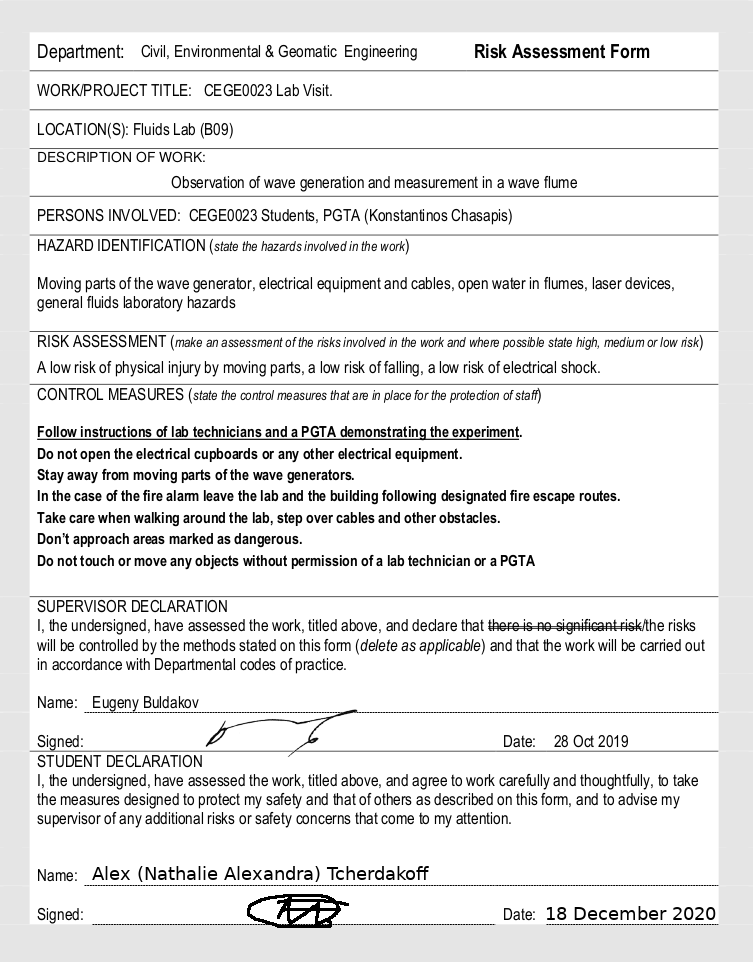 Department: Civil, Environmental & Geomatic Engineering Risk Assessment Form
WORK/PROJECT TITLE: CEGE0023 Lab Visit.
LOCATION(S): Fluids Lab (B09)
DESCRIPTION OF WORK:
Observation of wave generation and measurement in a wave flume
PERSONS INVOLVED: CEGE0023 Students, PGTA (Konstantinos Chasapis)
HAZARD IDENTIFICATION (state the hazards involved in the work)
Moving parts of the wave generator, electrical equipment and cables, open water in flumes, laser devices,
general fluids laboratory hazards
RISK ASSESSMENT (make an assessment of the risks involved in the work and where possible state high, medium or low risk)
A low risk of physical injury by moving parts, a low risk of falling, a low risk of electrical shock.
CONTROL MEASURES (state the control measures that are in place for the protection of staff)
Follow instructions of lab technicians and a PGTA demonstrating the experiment.
Do not open the electrical cupboards or any other electrical equipment.
Stay away from moving parts of the wave generators.
In the case of the fire alarm leave the lab and the building following designated fire escape routes.
Take care when walking around the lab, step over cables and other obstacles.
Don't approach areas marked as dangerous.
Do not touch or move any objects without permission of a lab technician or a PGTA
SUPERVISOR DECLARATION
I, the undersigned, have assessed the work, titled above, and declare that there is no significant risk/the risks
will be controlled by the methods stated on this form (delete as applicable) and that the work will be carried out
in accordance with Departmental codes of practice.
Name: Eugeny Buldakov
Signed: Date: 28 Oct 2019
STUDENT DECLARATION
I, the undersigned, have assessed the work, titled above, and agree to work carefully and thoughtfully, to take
the measures designed to protect my safety and that of others as described on this form, and to advise my
supervisor of any additional risks or safety concerns that come to my attention.
Name: Alex (Nathalie Alexandra) Tcherdakoff
Signed: Date: 18 December 2020